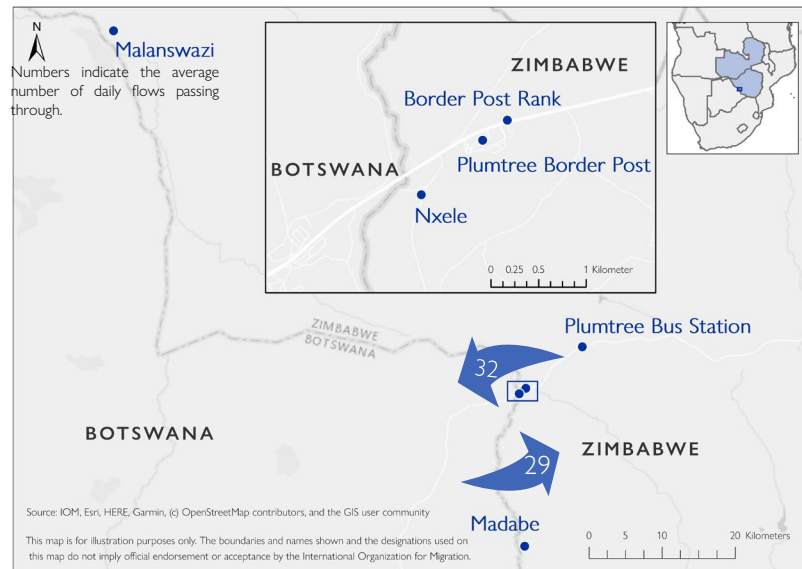 N
Malanswazi
Numbers indicate the average
number of daily flows passing
through.
ZIMBABWE
Border Post Rank
Plumtree Border Post
BOTSWANA
Nxele
0 0.25 0.5 1 Kilometer
Plumtree Bus Station
ZIMBABWE
BOTSWANA
32
BOTSWANA
ZIMBABWE
29
Source: IOM, Esri, HERE, Garmin, (c) OpenStreetMap contributors, and the GIS user community
Madabe
0 5 10 20 Kilometers
This map is for illustration purposes only. The boundaries and names shown and the designations used on
this map do not imply official endorsement or acceptance by the International Organization for Migration.